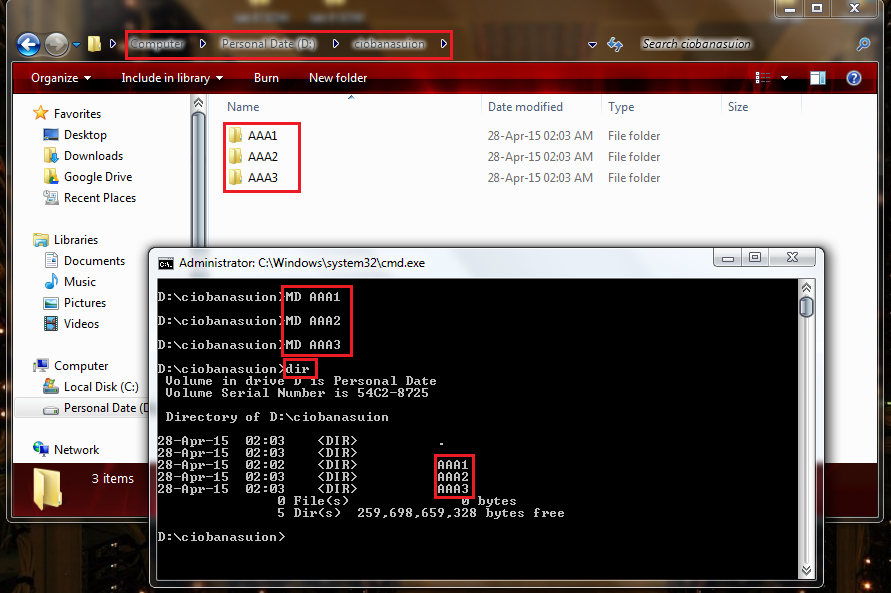 Computer Personal Date (D:) ciobanasuion Search ciobanasuion
Organize Include in library Burn New folder
Name Date modified Type Size
AAA1 28-Apr-15 02:03 AM File folder
AAA2 28-Apr-15 02:03 AM File folder
AAA3 28-Apr-15 02:03 AM File folder
Favorites
Desktop
Downloads
Google Drive
Recent Places
Libraries
Documents
Music
Pictures
Videos
Computer
Local Disk (C:)
Personal Date (D
Network
3 items
Administrator: C:\Windows\system32\cmd.exe
D:\ciobanasuion>MD AAA1
D:\ciobanasuion>MD AAA2
D:\ciobanasuion>MD AAA3
D:\ciobanasuion>dir
Volume in drive D is Personal Date
Volume Serial Number is 54C2-8725
Directory of D:\ciobanasuion
28-Apr-15 02:03 <DIR> .
28-Apr-15 02:03 <DIR>
28-Apr-15 02:02 <DIR> AAA1
28-Apr-15 02:03 <DIR> AAA2
28-Apr-15 02:03 <DIR> AAA3
0 File(s) 0 bytes
5 Dir(s) 259,698,659,328 bytes free
D:\ciobanasuion>